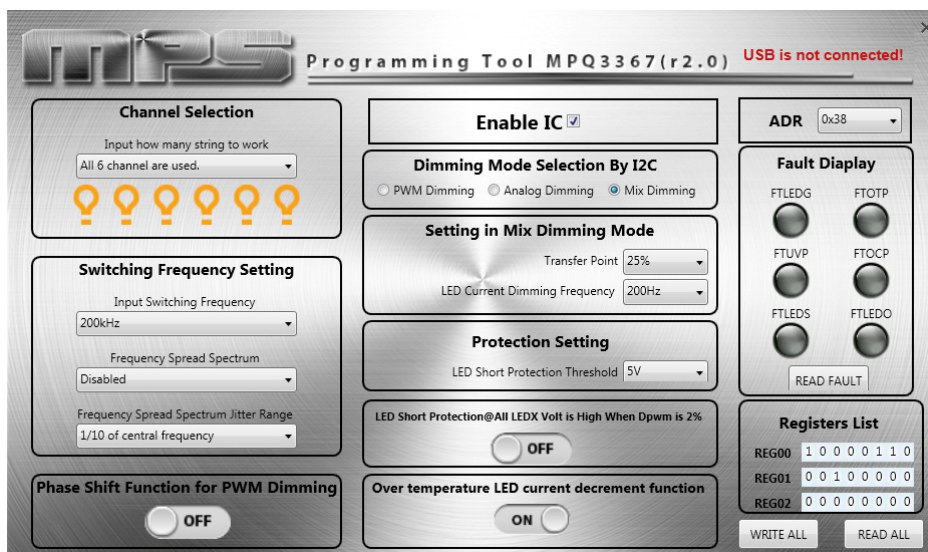 MPS
Programming Tool MPQ3367(r2.0)
USB is not connected!
Channel Selection
Input how many string to work
All 6 channel are used.
Switching Frequency Setting
Input Switching Frequency
200kHz
Frequency Spread Spectrum
Disabled
Frequency Spread Spectrum Jitter Range
1/10 of central frequency
Phase Shift Function for PWM Dimming
OFF
Enable IC
Dimming Mode Selection By I2C
PWM Dimming Analog Dimming Mix Dimming
Setting in Mix Dimming Mode
Transfer Point 25%
LED Current Dimming Frequency 200Hz
Protection Setting
LED Short Protection Threshold 5V
LED Short Protection@All LEDX Volt is High When Dpwm is 2%
OFF
Over temperature LED current decrement function
ON
ADR 0x38
Fault Diaplay
FTLEDG FTOTP
FTUVP FTOCP
FTLEDS FTLEDO
READ FAULT
Registers List
REG00 1 0 0 0 0 1 1 0
REG01 0 0 1 0 0 0 0 0
REG02 0 0 0 0 0 0 0 0
WRITE ALL READ ALL